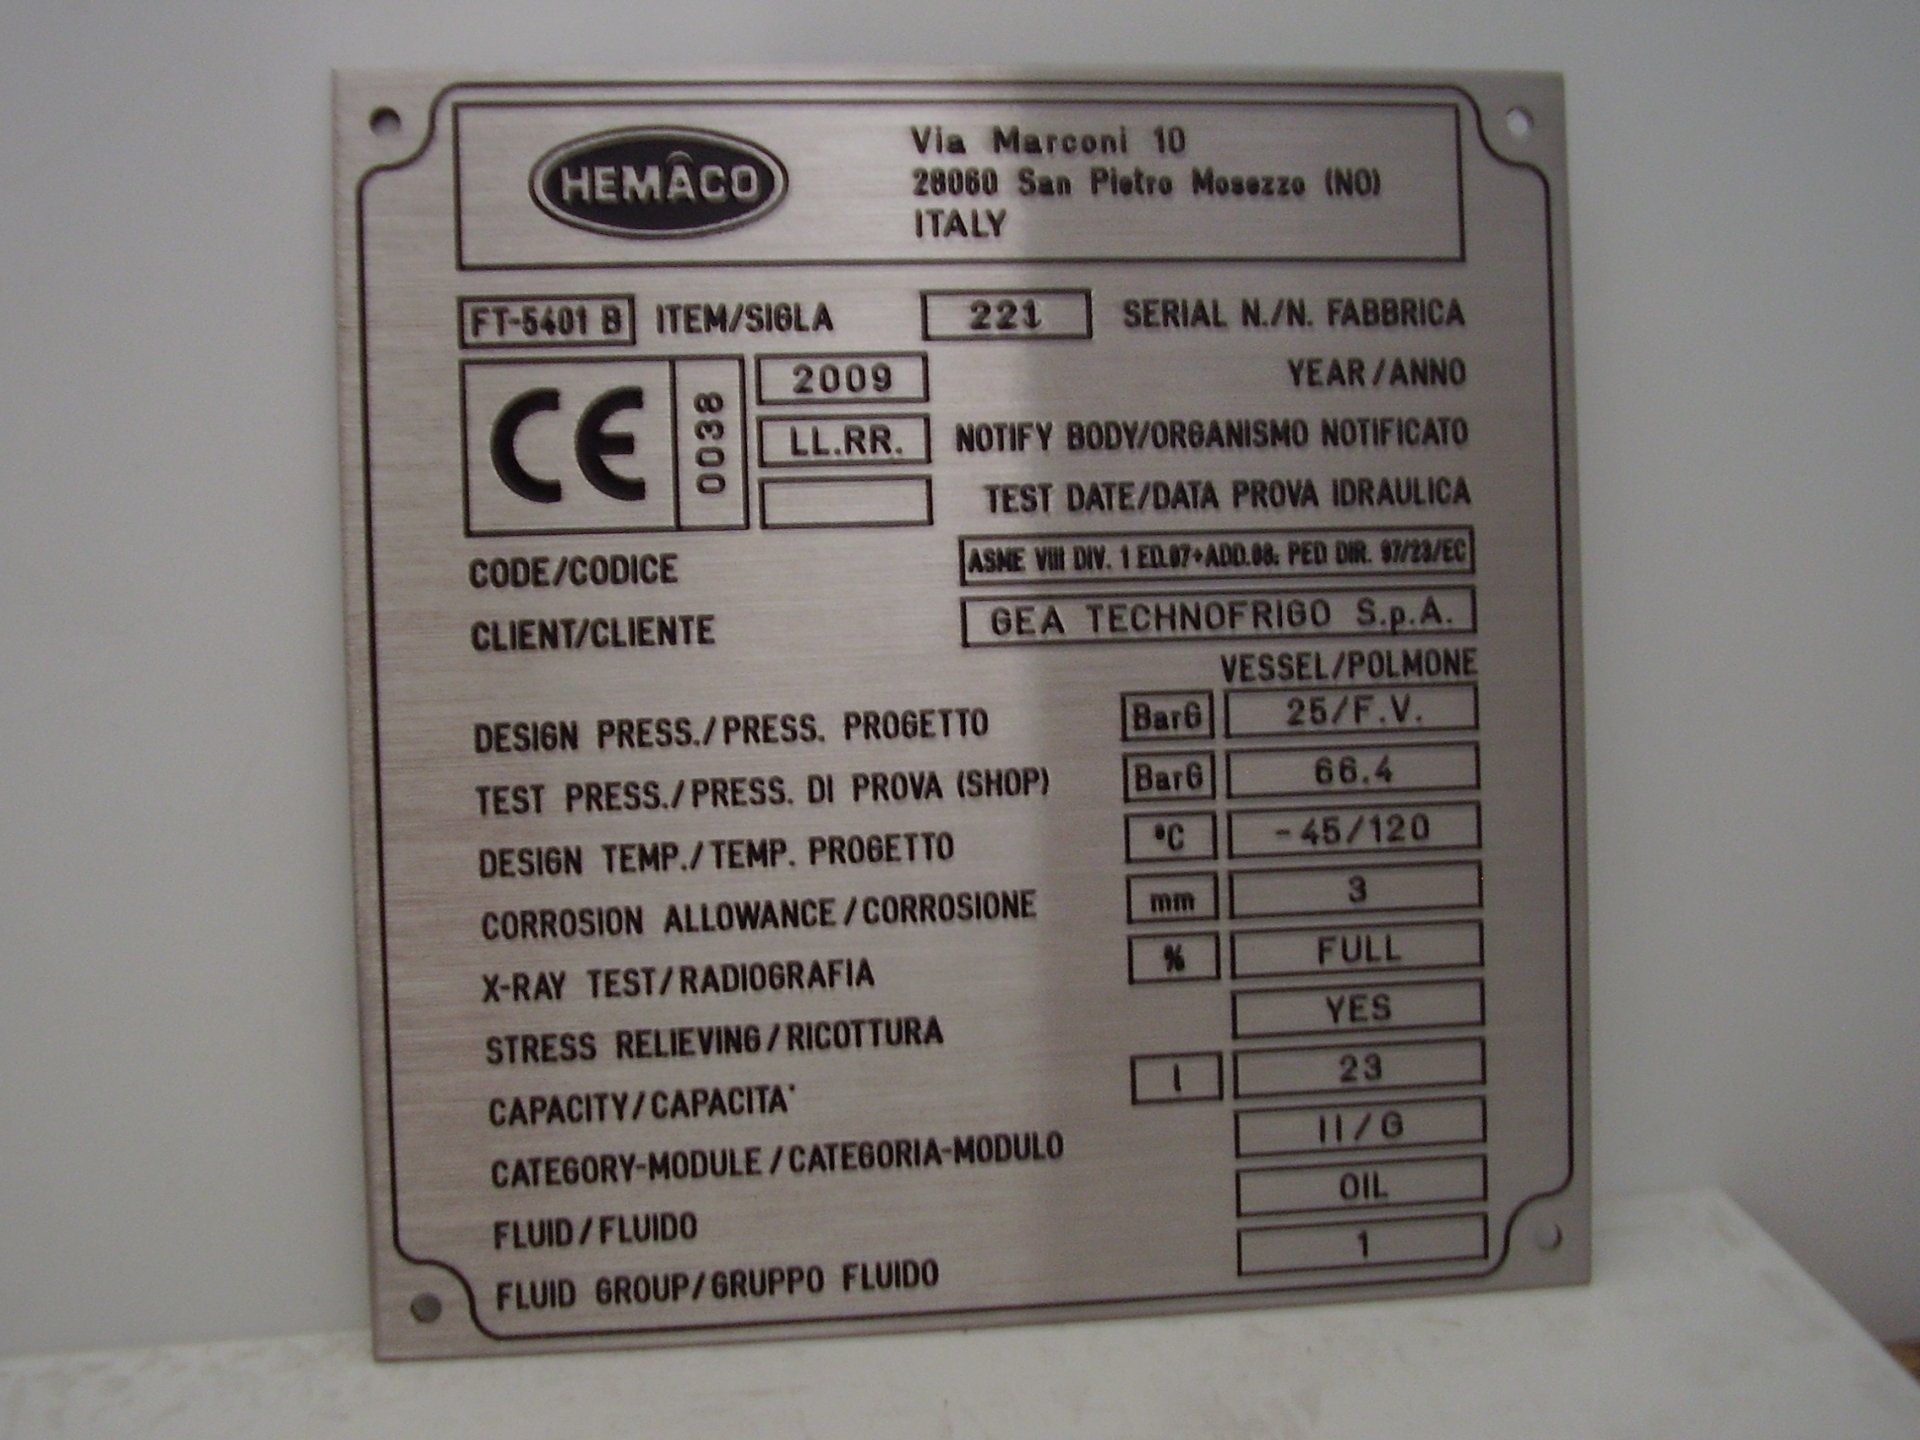 HEMÂCO
Via Marconi 10
28060 San Pietro Mosezzo (NO)
ITALY
FT-5401 B ITEM/SIGLA 221 SERIAL N./N. FABBRICA
CE 0038
2009 YEAR/ANNO
LL.RR. NOTIFY BODY/ORGANISMO NOTIFICATO
TEST DATE/DATA PROVA IDRAULICA
CODE/CODICE ASME VIII DIV. 1 ED.07+ADD.08; PED DIR. 97/23/EC
CLIENT/CLIENTE GEA TECHNOFRIGO S.p.A.
VESSEL/POLMONE
DESIGN PRESS./PRESS. PROGETTO BarG 25/F.V.
TEST PRESS./PRESS. DI PROVA (SHOP) BarG 66.4
DESIGN TEMP./TEMP. PROGETTO °C -45/120
CORROSION ALLOWANCE/CORROSIONE mm 3
X-RAY TEST/RADIOGRAFIA % FULL
STRESS RELIEVING/RICOTTURA YES
CAPACITY/CAPACITA' l 23
CATEGORY-MODULE/CATEGORIA-MODULO II/G
FLUID/FLUIDO OIL
FLUID GROUP/GRUPPO FLUIDO 1